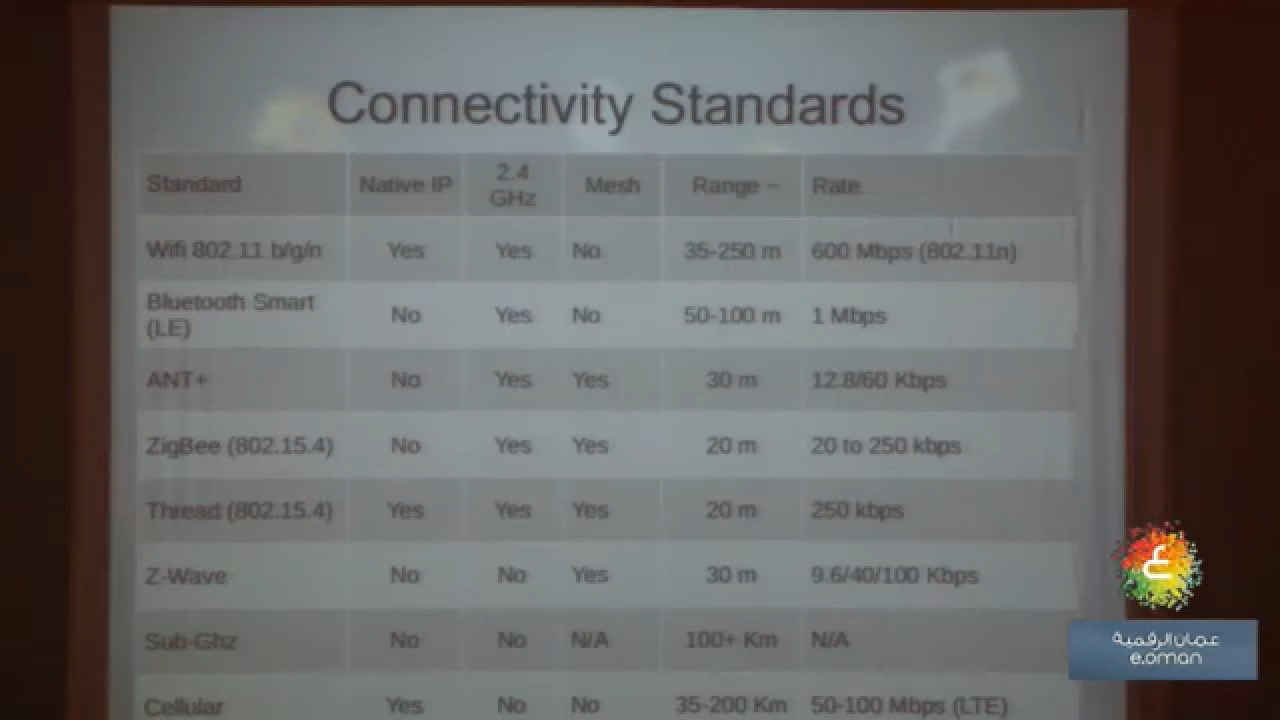 Connectivity Standards
Standard Native IP 2.4 GHz Mesh Range ~ Rate
Wifi 802.11 b/g/n Yes Yes No 35-250 m 600 Mbps (802.11n)
Bluetooth Smart (LE) No Yes No 50-100 m 1 Mbps
ANT+ No Yes Yes 30 m 12.8/60 Kbps
ZigBee (802.15.4) No Yes Yes 20 m 20 to 250 kbps
Thread (802.15.4) Yes Yes Yes 20 m 250 kbps
Z-Wave No No Yes 30 m 9.6/40/100 Kbps
Sub-Ghz No No N/A 100+ Km N/A
Cellular Yes No No 35-200 Km 50-100 Mbps (LTE)
ع
عمان الرقمية
e.oman